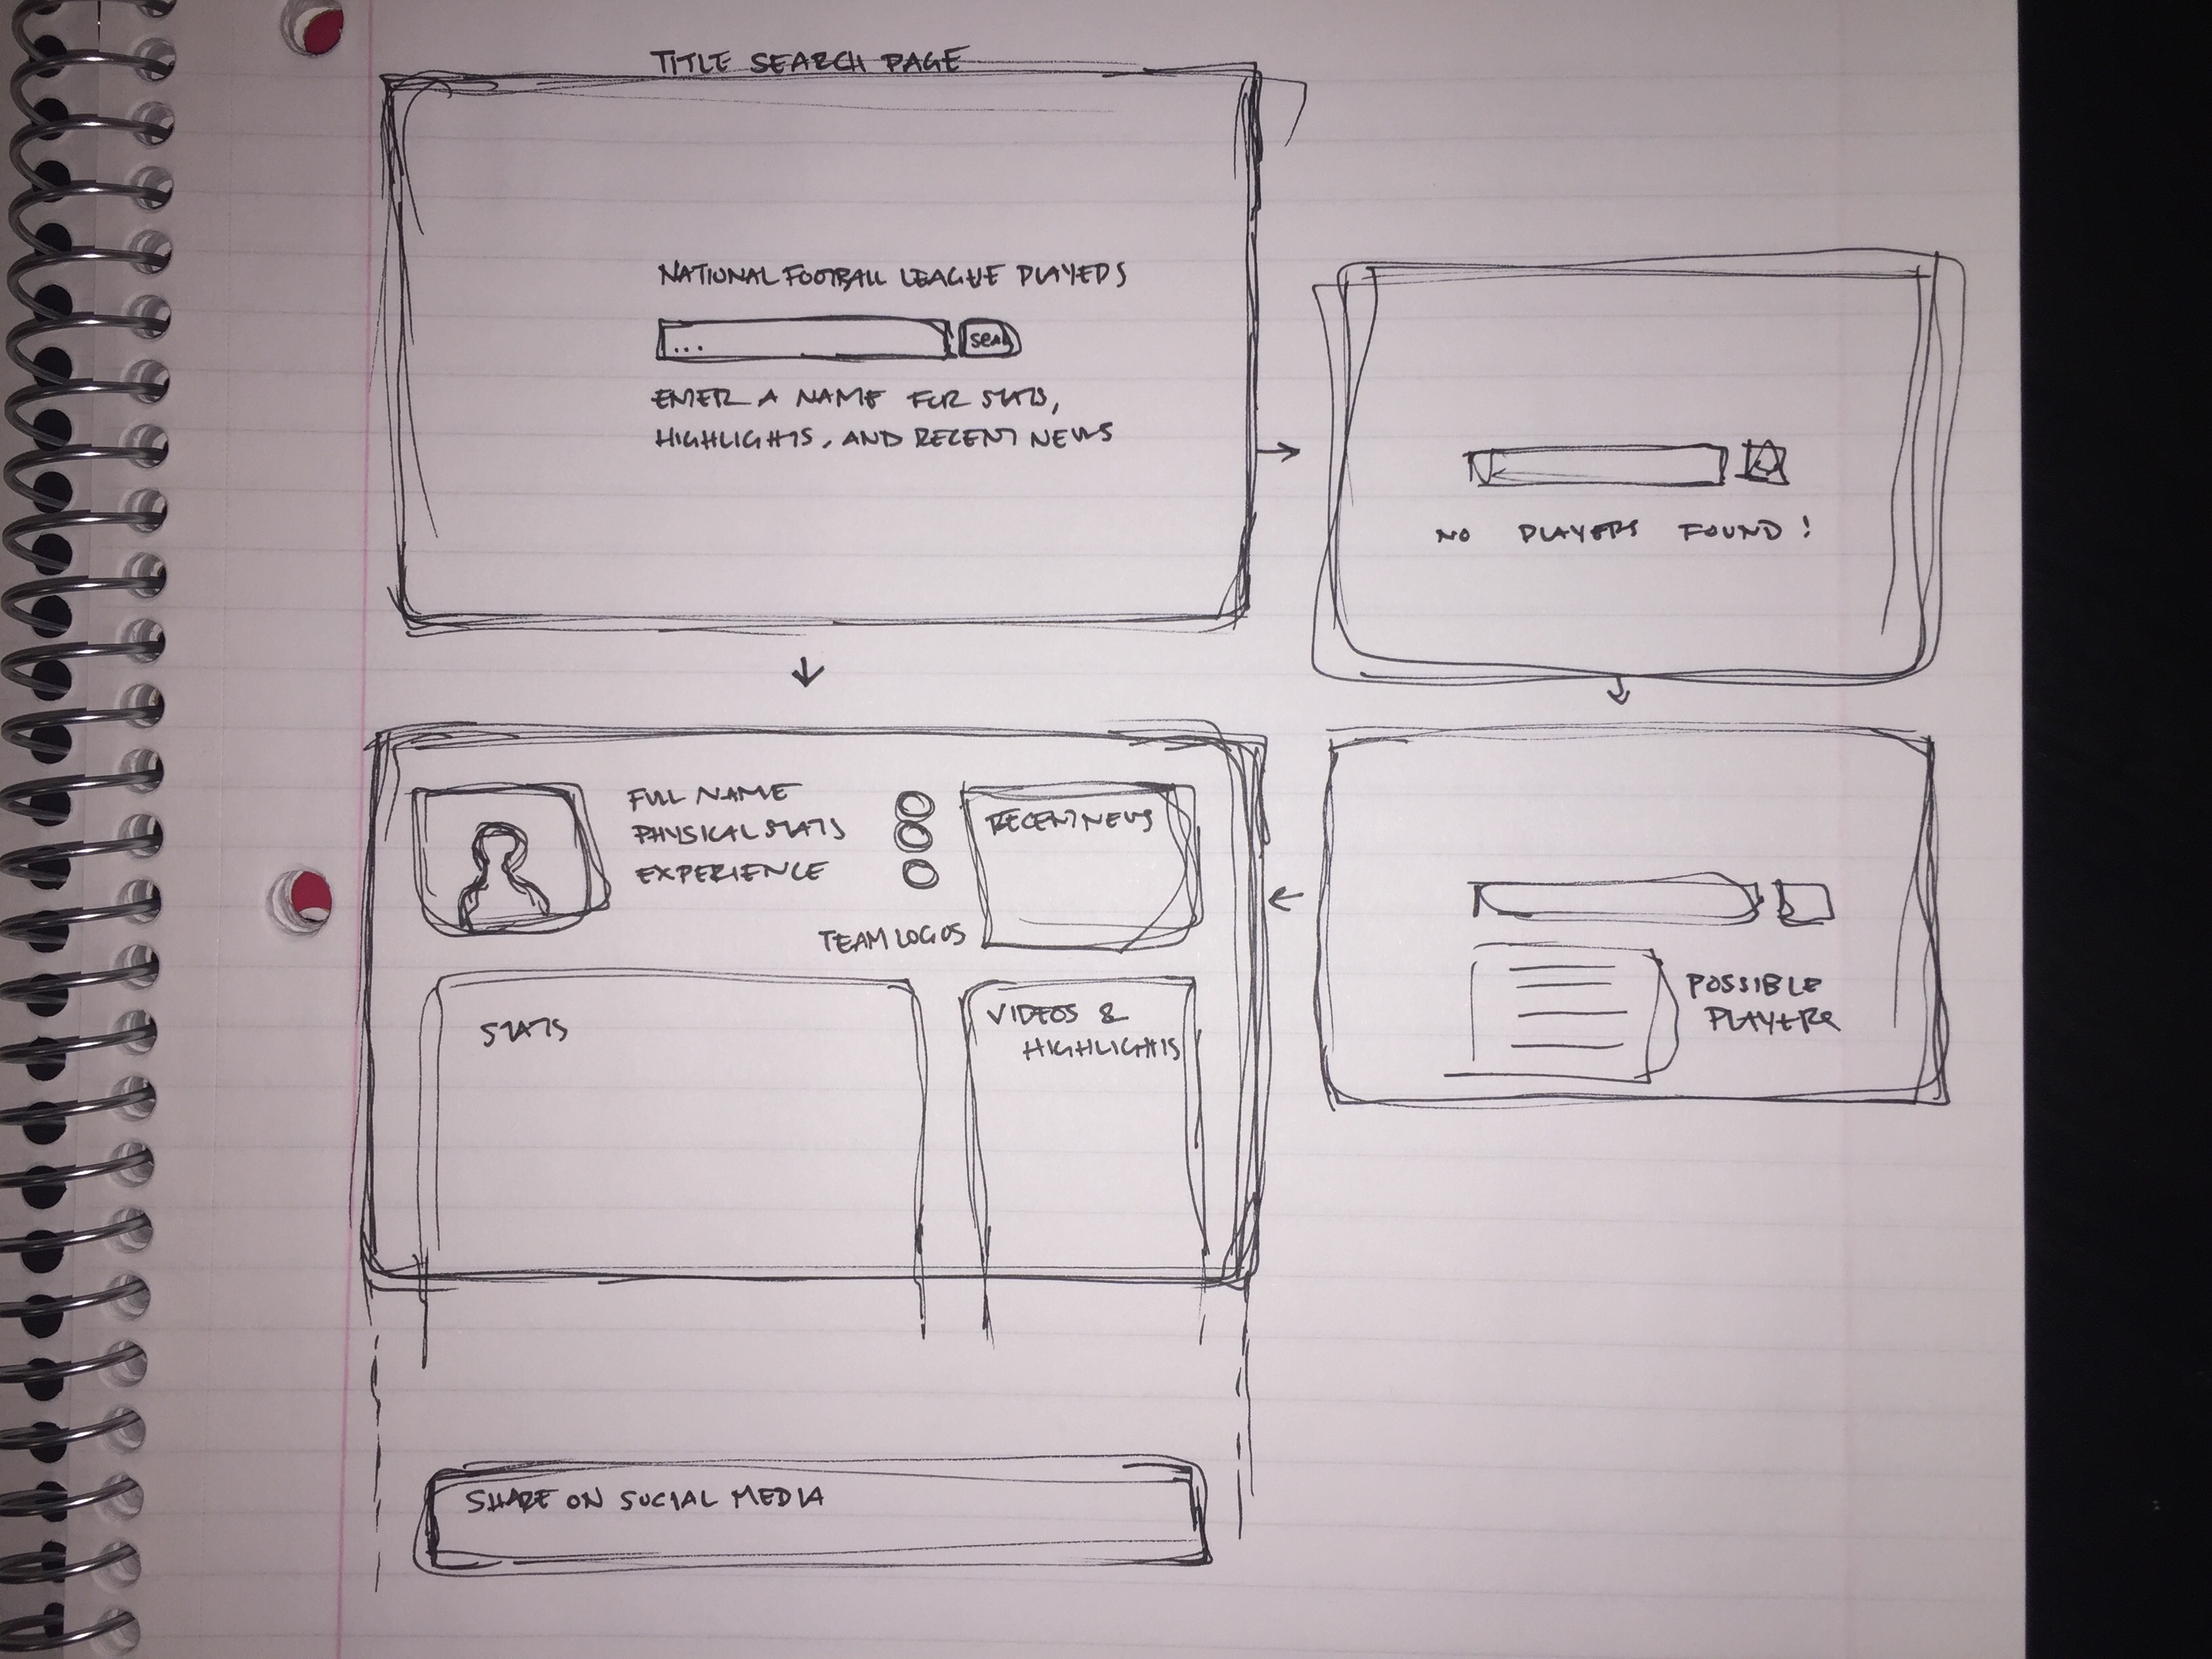 TITLE SEARCH PAGE
NATIONAL FOOTBALL LEAGUE PLAYERS
...
SEAR
ENTER A NAME FOR STATS,
HIGHLIGHTS, AND RECENT NEWS
NO PLAYERS FOUND!
FULL NAME
PHYSICAL STATS
EXPERIENCE
TEAM LOGOS
RECENT NEWS
STATS
VIDEOS &
HIGHLIGHTS
POSSIBLE
PLAYERS
SHARE ON SOCIAL MEDIA